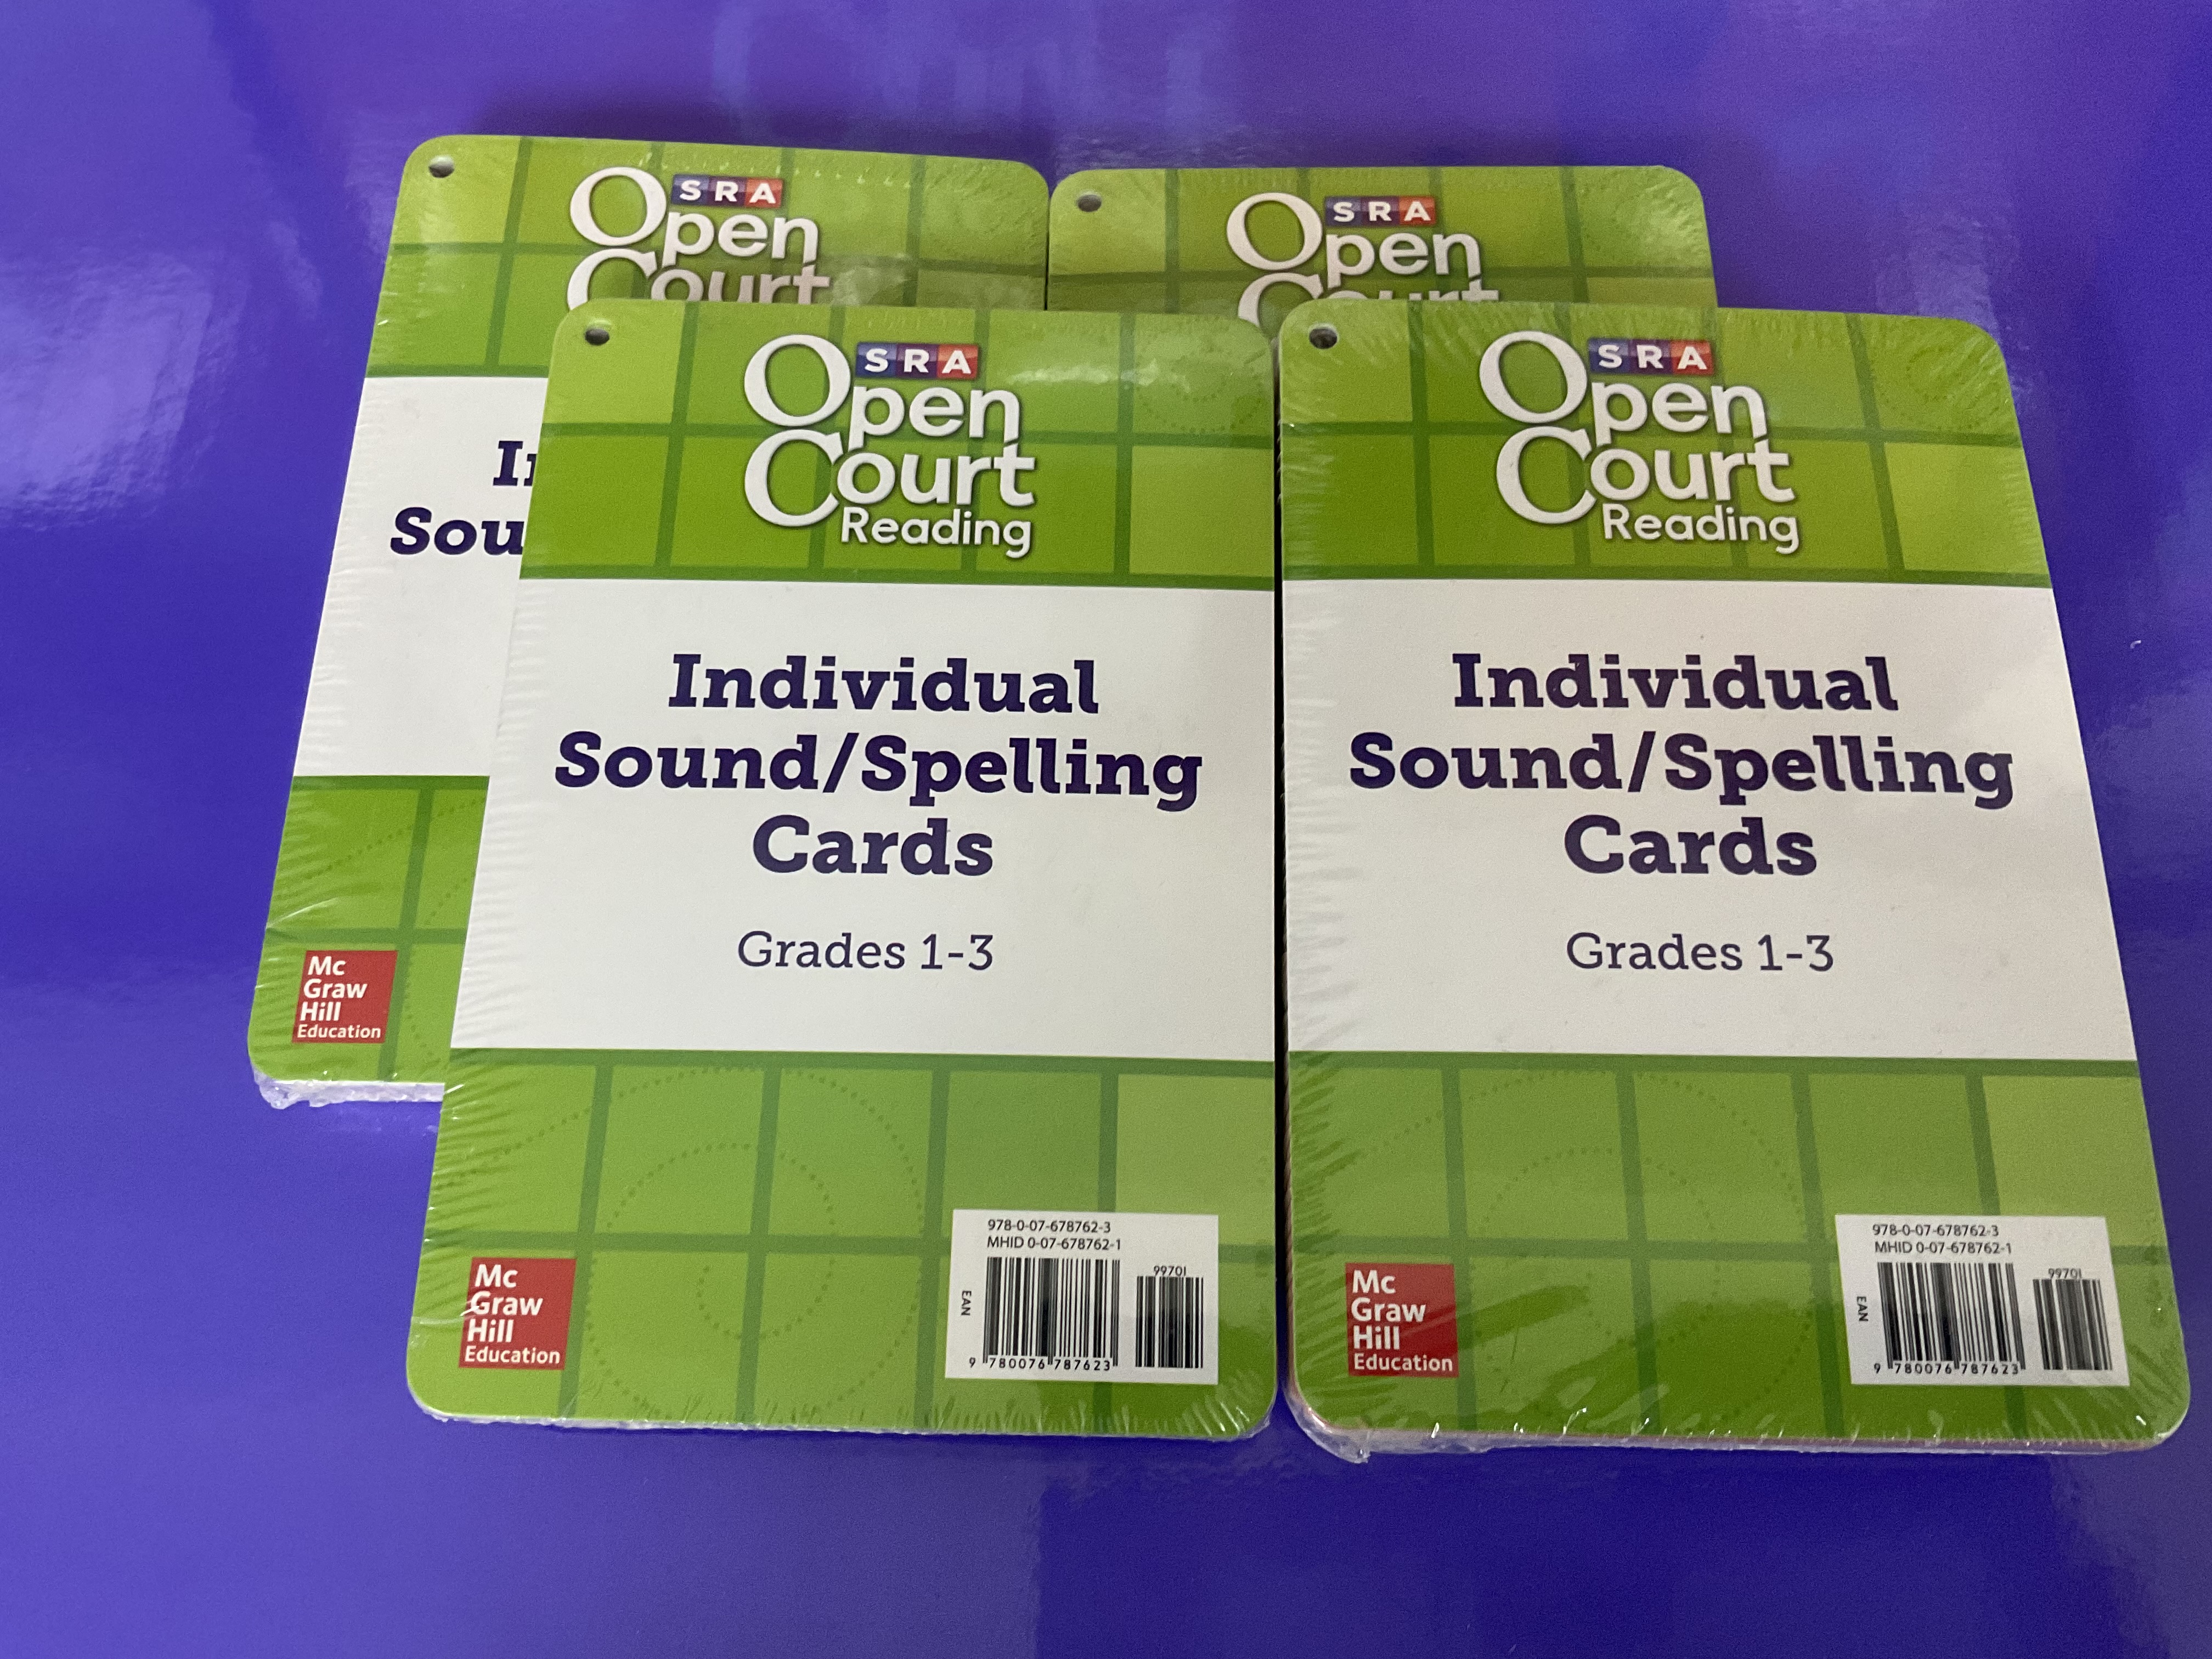 SRA
Open
Court
SRA
Open
Court
Sou
Mc
Graw
Hill
Education
SRA
Open
Court
Reading
Individual
Sound/Spelling
Cards
Grades 1-3
978-0-07-678762-3
MHID 0-07-678762-1
99701
EAN
9 780076 787623
Mc
Graw
Hill
Education
SRA
Open
Court
Reading
Individual
Sound/Spelling
Cards
Grades 1-3
978-0-07-678762-3
MHID 0-07-678762-1
99701
EAN
9 780076 787623
Mc
Graw
Hill
Education